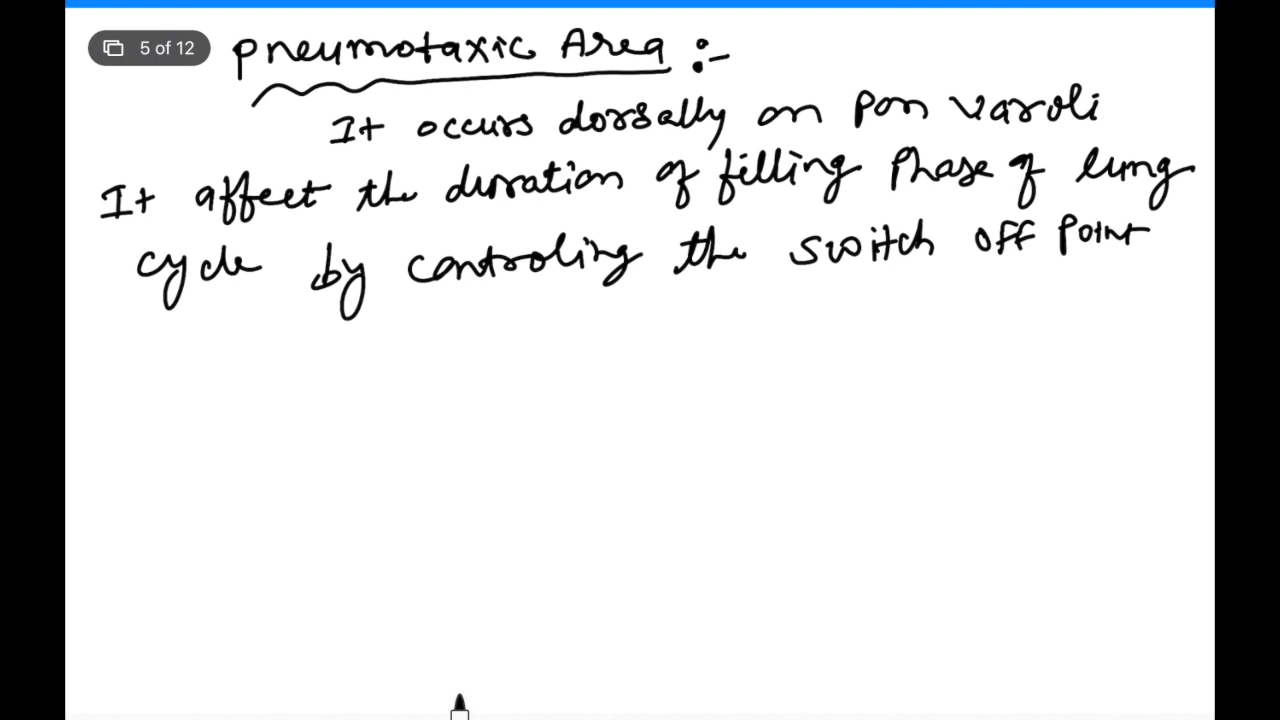 5 of 12
Pneumotaxic Area :-
It occurs dorsally on Pon varoli
It affect the duration of filling Phase of lung
cycle by controling the switch off Point